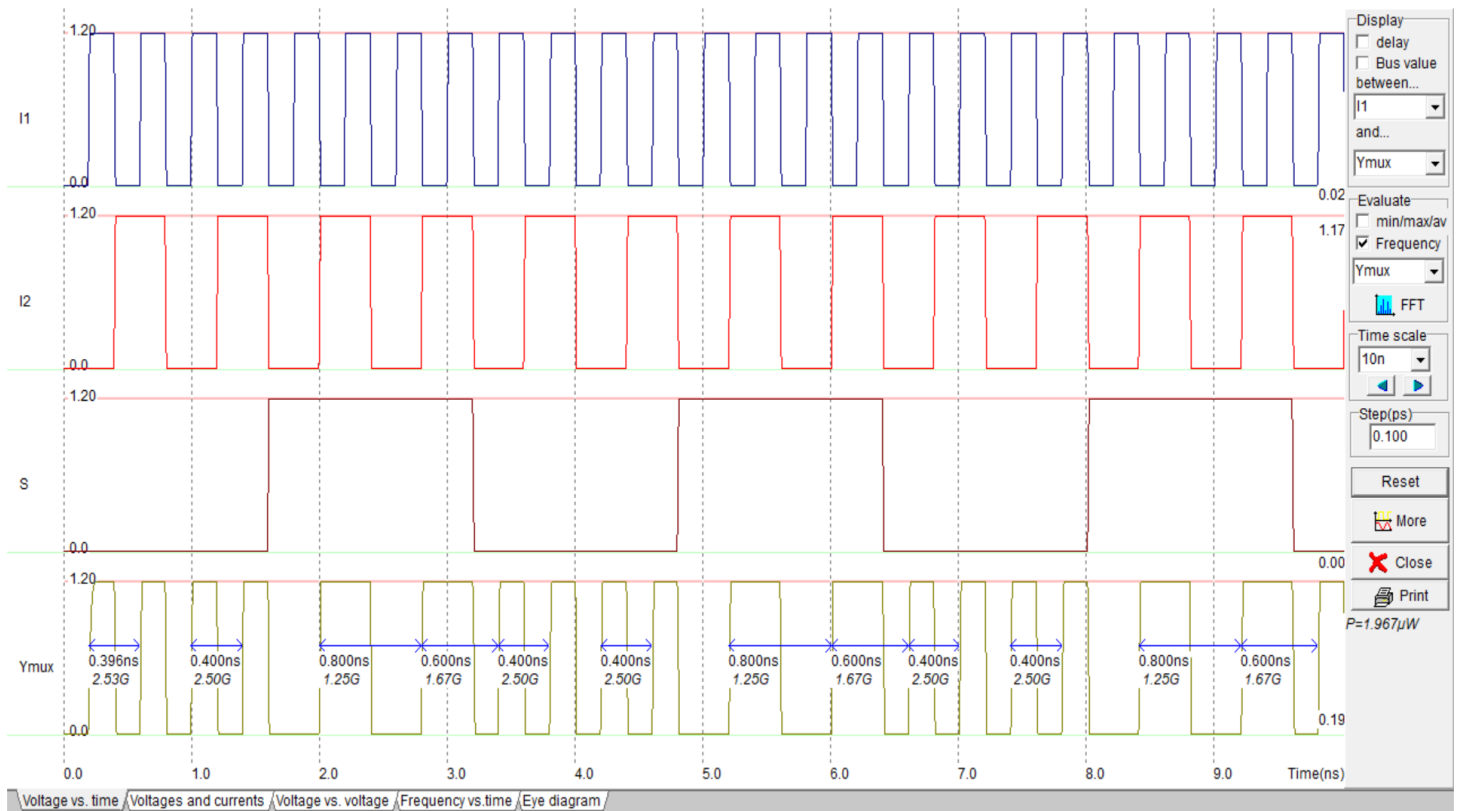 1.20
I1
0.0
0.02
1.20
1.17
I2
0.0
1.20
S
0.0
0.00
1.20
Ymux
0.396ns 0.400ns 0.800ns 0.600ns 0.400ns 0.400ns 0.800ns 0.600ns 0.400ns 0.400ns 0.800ns 0.600ns
2.53G 2.50G 1.25G 1.67G 2.50G 2.50G 1.25G 1.67G 2.50G 2.50G 1.25G 1.67G
0.19
0.0
0.0 1.0 2.0 3.0 4.0 5.0 6.0 7.0 8.0 9.0 Time(ns)
Voltage vs. time Voltages and currents Voltage vs. voltage Frequency vs.time Eye diagram
Display
delay
Bus value
between...
I1
and...
Ymux
Evaluate
min/max/av
Frequency
Ymux
FFT
Time scale
10n
Step(ps)
0.100
Reset
More
Close
Print
P=1.967µW